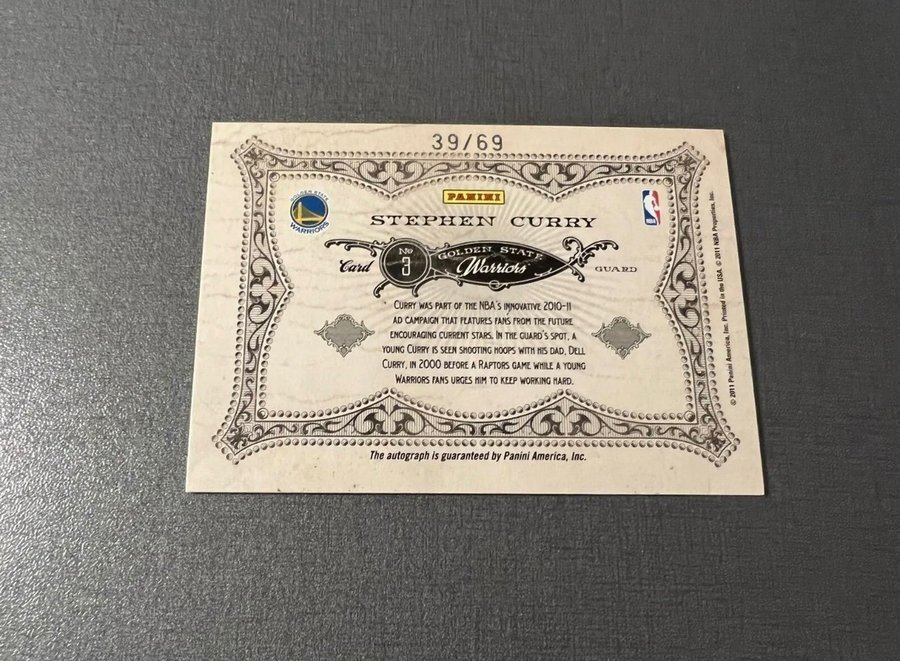 39/69
PANINI
GOLDEN STATE
WARRIORS
STEPHEN CURRY
Card
No
3
GOLDEN STATE
Warriors
GUARD
CURRY WAS PART OF THE NBA'S INNOVATIVE 2010-11
AD CAMPAIGN THAT FEATURES FANS FROM THE FUTURE
ENCOURAGING CURRENT STARS. IN THE GUARD'S SPOT, A
YOUNG CURRY IS SEEN SHOOTING HOOPS WITH HIS DAD, DELL
CURRY, IN 2000 BEFORE A RAPTORS GAME WHILE A YOUNG
WARRIORS FANS URGES HIM TO KEEP WORKING HARD.
The autograph is guaranteed by Panini America, Inc.
© 2011 Panini America, Inc. Printed in the USA. © 2011 NBA Properties, Inc.